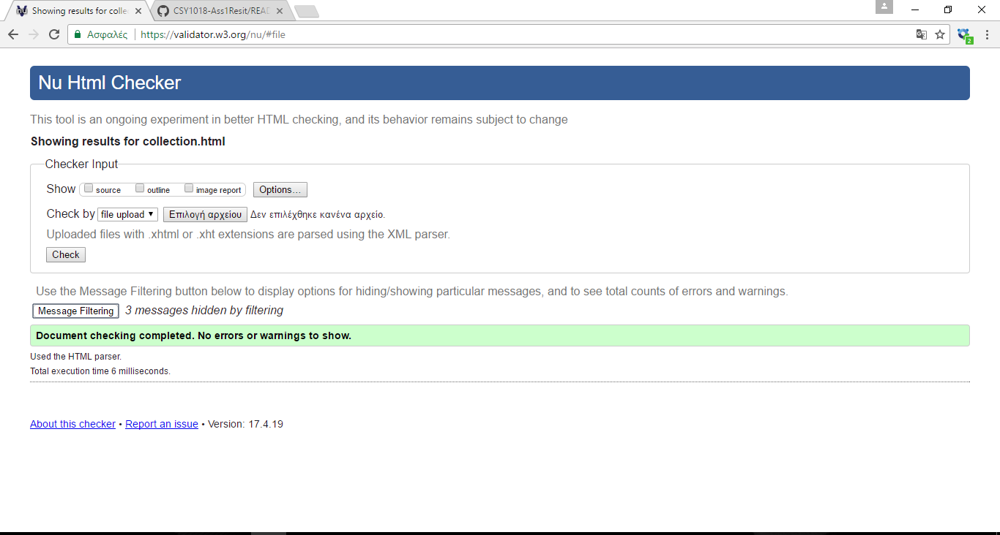 Showing results for colle
CSY1018-Ass1Resit/READ
Ασφαλές https://validator.w3.org/nu/#file
2
Nu Html Checker
This tool is an ongoing experiment in better HTML checking, and its behavior remains subject to change
Showing results for collection.html
Checker Input
Show source outline image report Options...
Check by file upload Επιλογή αρχείου Δεν επιλέχθηκε κανένα αρχείο.
Uploaded files with .xhtml or .xht extensions are parsed using the XML parser.
Check
Use the Message Filtering button below to display options for hiding/showing particular messages, and to see total counts of errors and warnings.
Message Filtering 3 messages hidden by filtering
Document checking completed. No errors or warnings to show.
Used the HTML parser.
Total execution time 6 milliseconds.
About this checker • Report an issue • Version: 17.4.19